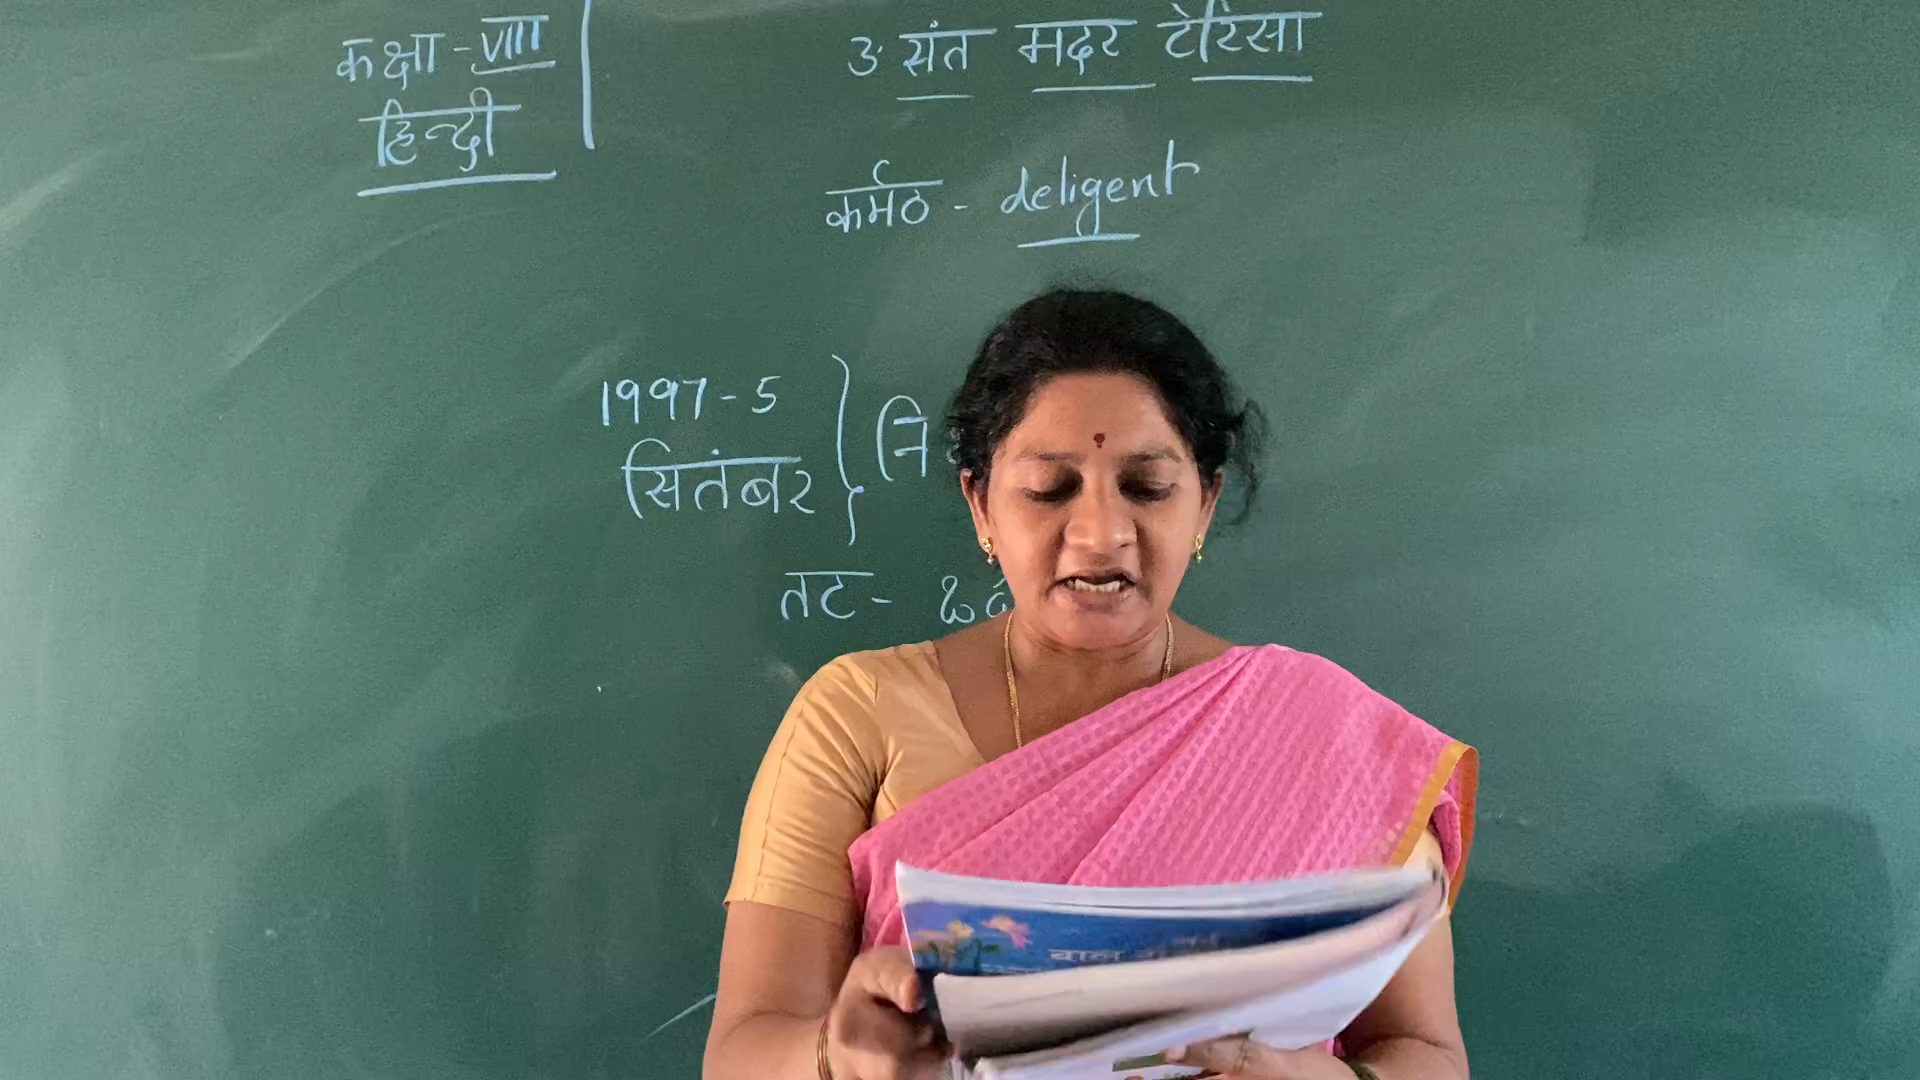 कक्षा - VIII
हिन्दी
3. संत मदर टेरिसा
कर्मठ - deligent
1997 - 5
सितंबर
तट -
बाल